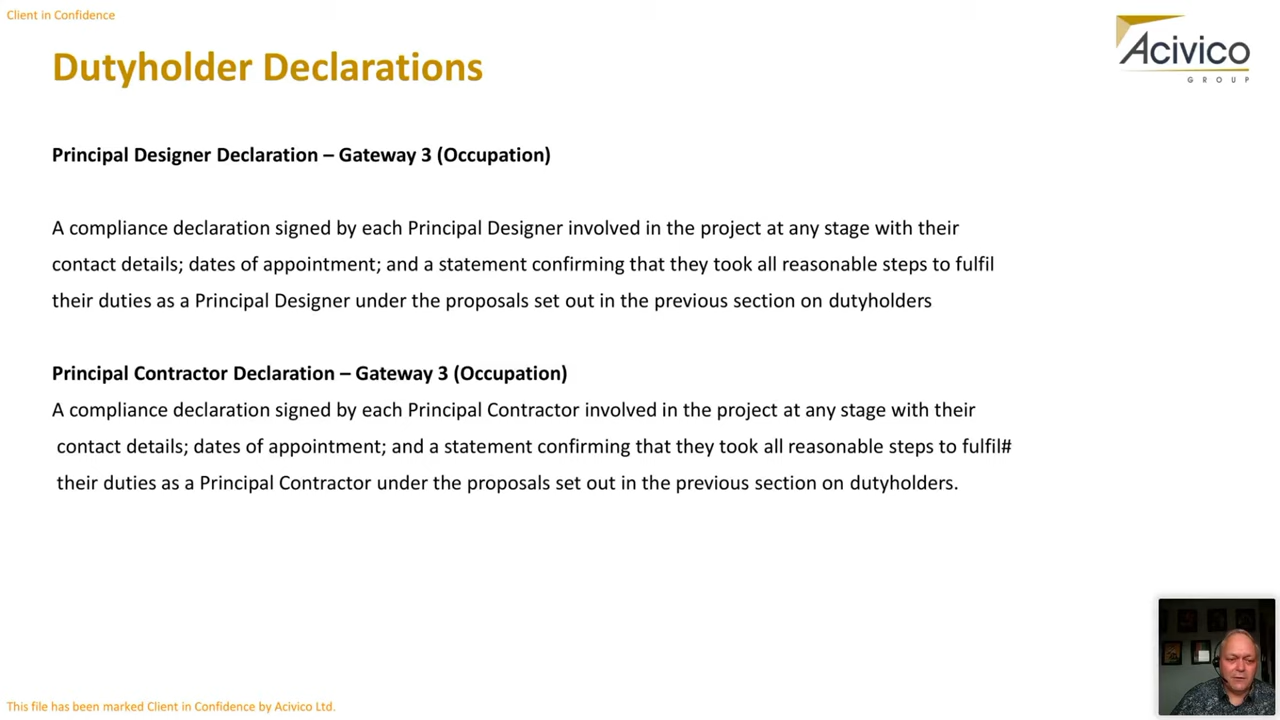 Client in Confidence
Acivico
GROUP
Dutyholder Declarations
Principal Designer Declaration – Gateway 3 (Occupation)
A compliance declaration signed by each Principal Designer involved in the project at any stage with their
contact details; dates of appointment; and a statement confirming that they took all reasonable steps to fulfil
their duties as a Principal Designer under the proposals set out in the previous section on dutyholders
Principal Contractor Declaration – Gateway 3 (Occupation)
A compliance declaration signed by each Principal Contractor involved in the project at any stage with their
contact details; dates of appointment; and a statement confirming that they took all reasonable steps to fulfil#
their duties as a Principal Contractor under the proposals set out in the previous section on dutyholders.
This file has been marked Client in Confidence by Acivico Ltd.